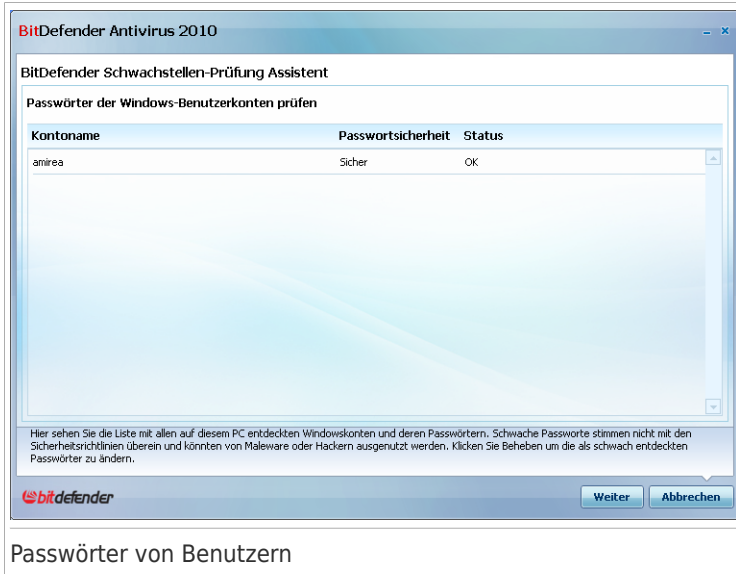 BitDefender Antivirus 2010
BitDefender Schwachstellen-Prüfung Assistent
Passwörter der Windows-Benutzerkonten prüfen
Kontoname Passwortsicherheit Status
amirea Sicher OK
Hier sehen Sie die Liste mit allen auf diesem PC entdeckten Windowskonten und deren Passwörtern. Schwache Passworte stimmen nicht mit den
Sicherheitsrichtlinien überein und könnten von Maleware oder Hackern ausgenutzt werden. Klicken Sie Beheben um die als schwach entdeckten
Passwörter zu ändern.
bitdefender
Weiter Abbrechen
Passwörter von Benutzern